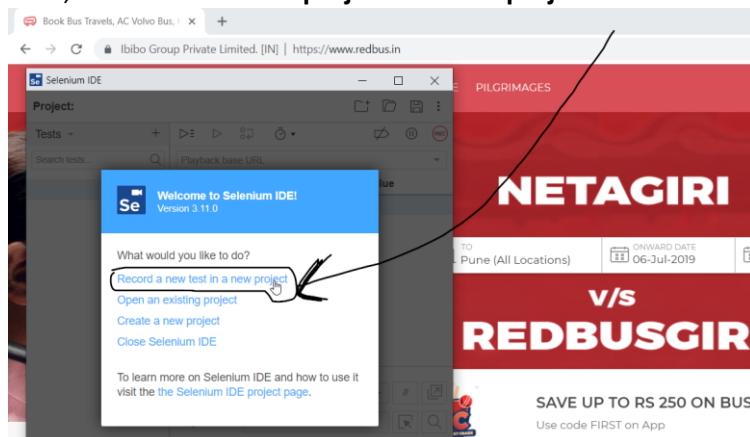 Book Bus Travels, AC Volvo Bus,
Ibibo Group Private Limited. [IN] | https://www.redbus.in
Selenium IDE
PILGRIMAGES
Project:
Tests
Search tests...
Playback base URL
lue
Se
Welcome to Selenium IDE!
Version 3.11.0
What would you like to do?
Record a new test in a new project
Open an existing project
Create a new project
Close Selenium IDE
To learn more on Selenium IDE and how to use it
visit the the Selenium IDE project page.
NETAGIRI
TO
Pune (All Locations)
ONWARD DATE
06-Jul-2019
V/S
REDBUSGIR
SAVE UP TO RS 250 ON BUS
Use code FIRST on App